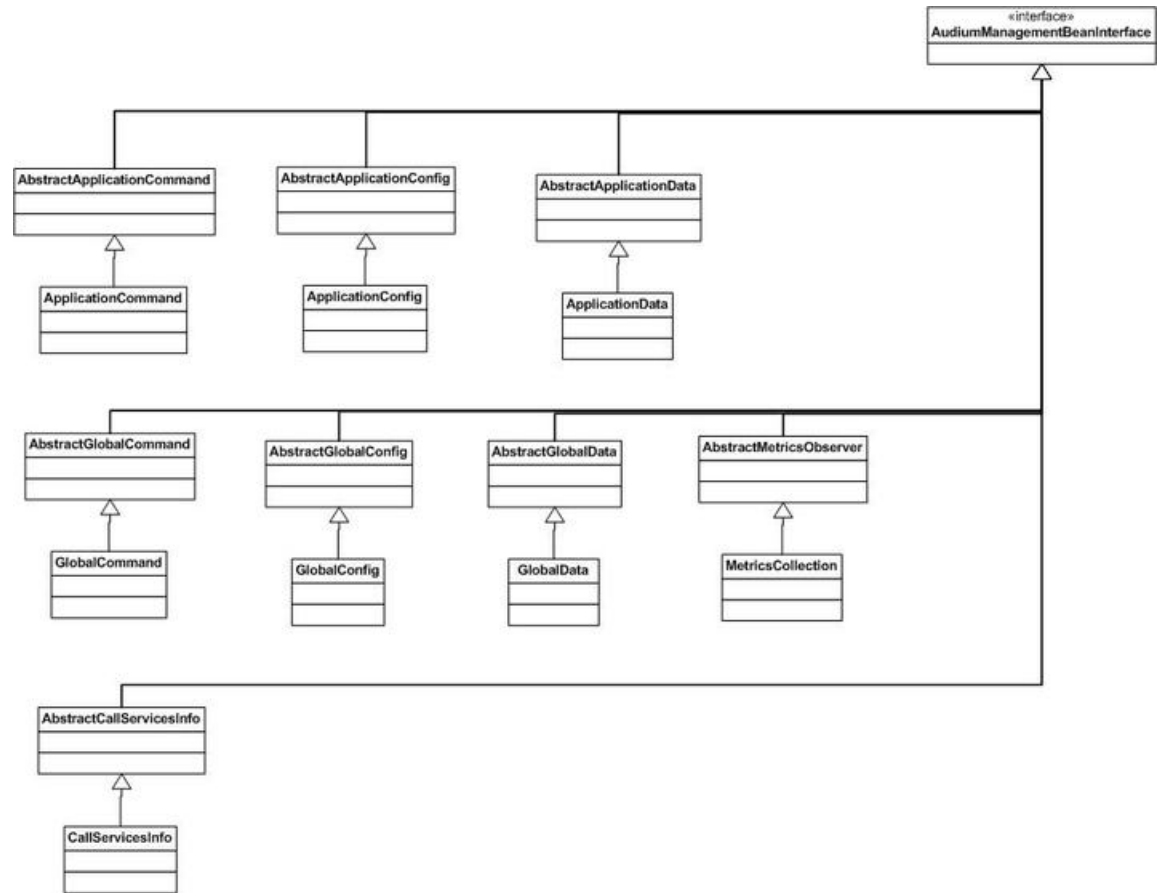 «interface»
AudiumManagementBeanInterface
AbstractApplicationCommand
AbstractApplicationConfig
AbstractApplicationData
ApplicationCommand
ApplicationConfig
ApplicationData
AbstractGlobalCommand
AbstractGlobalConfig
AbstractGlobalData
AbstractMetricsObserver
GlobalCommand
GlobalConfig
GlobalData
MetricsCollection
AbstractCallServicesInfo
CallServicesInfo